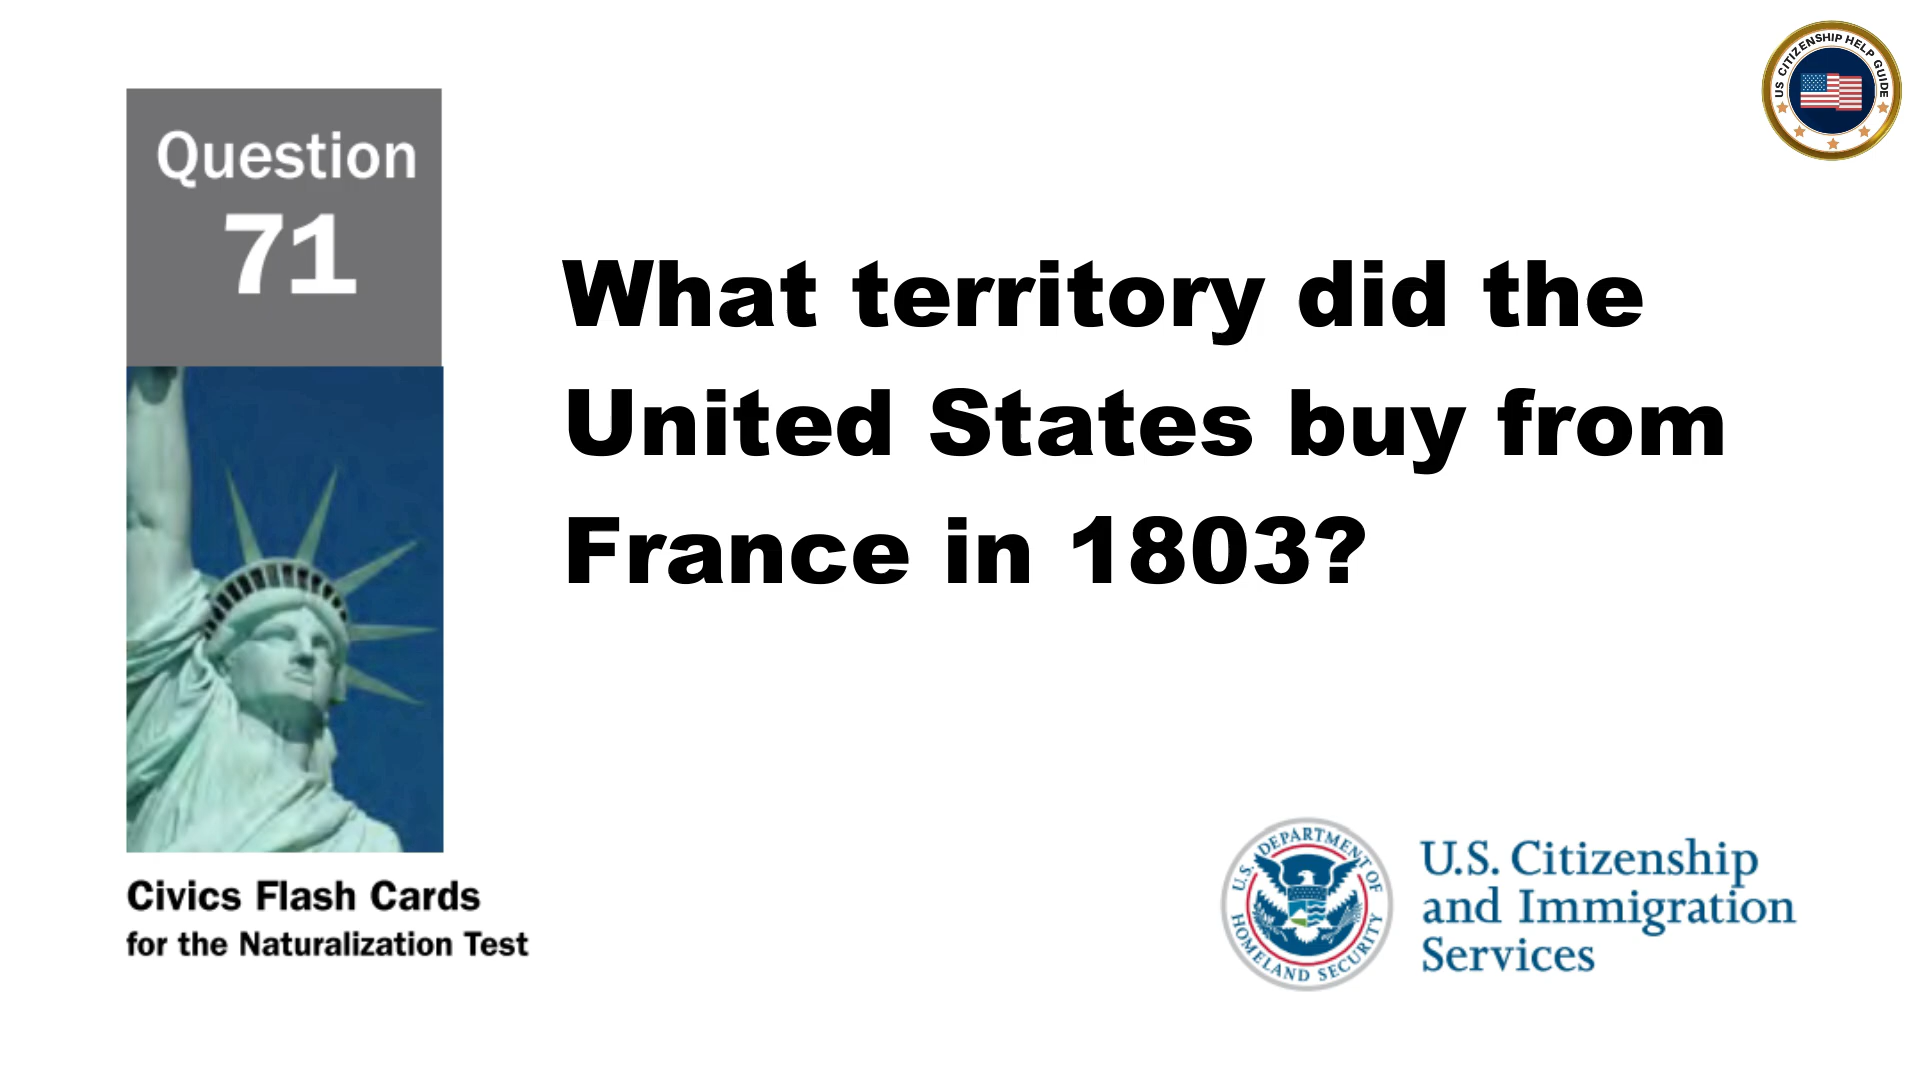 US CITIZENSHIP HELP GUIDE
Question
71
What territory did the
United States buy from
France in 1803?
Civics Flash Cards
for the Naturalization Test
U.S. DEPARTMENT OF
HOMELAND SECURITY
U.S. Citizenship
and Immigration
Services